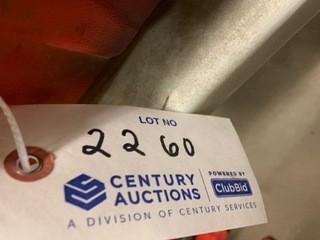 LOT NO
2260
CENTURY AUCTIONS
POWERED BY
ClubBid
A DIVISION OF CENTURY SERVICES